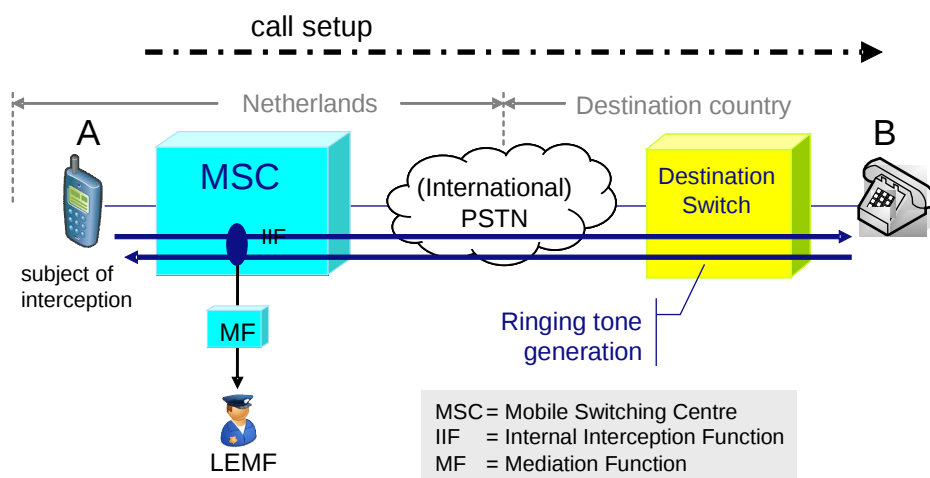 call setup
Netherlands
Destination country
A
B
MSC
(International)
PSTN
Destination
Switch
IIF
subject of
interception
MF
Ringing tone
generation
LEMF
MSC = Mobile Switching Centre
IIF = Internal Interception Function
MF = Mediation Function